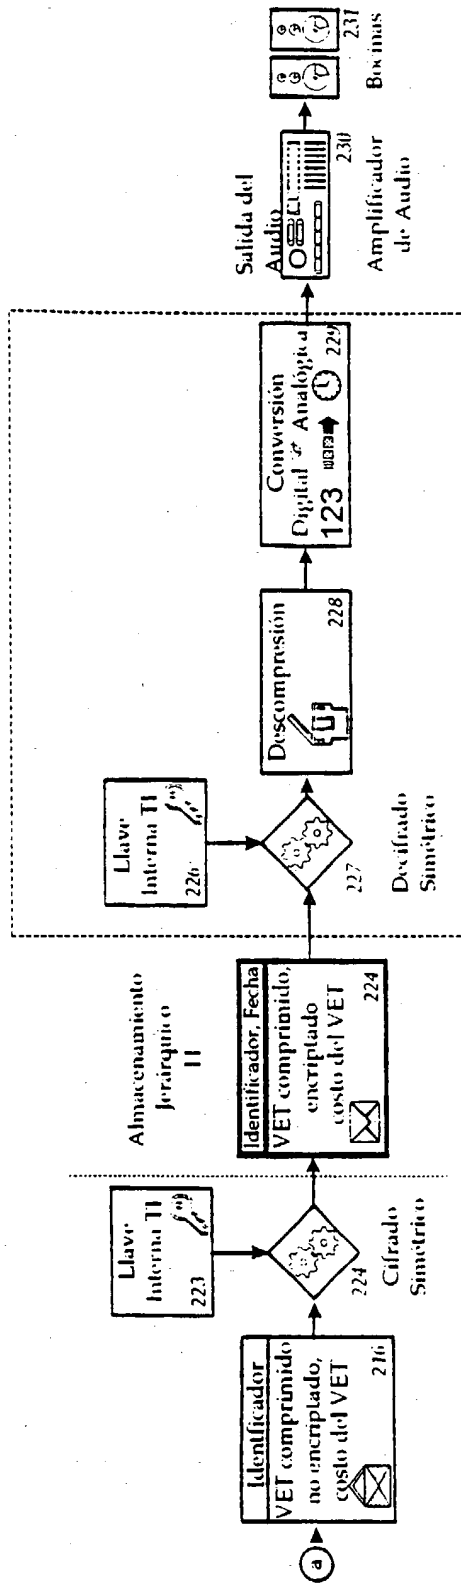 a
Identificador
VET comprimido
no encriptado,
costo del VET
216
Llave
Interna TI
223
224
Cifrado
Simétrico
Almacenamiento
Jerárquico
TI
Identificador, Fecha
VET comprimido,
encriptado
costo del VET
224
Llave
Interna TI
226
227
Decifrado
Simétrico
Descompresión
228
Conversión
Digital Analógica
123
229
Salida del
Audio
230
Amplificador
de Audio
231
Bocinas